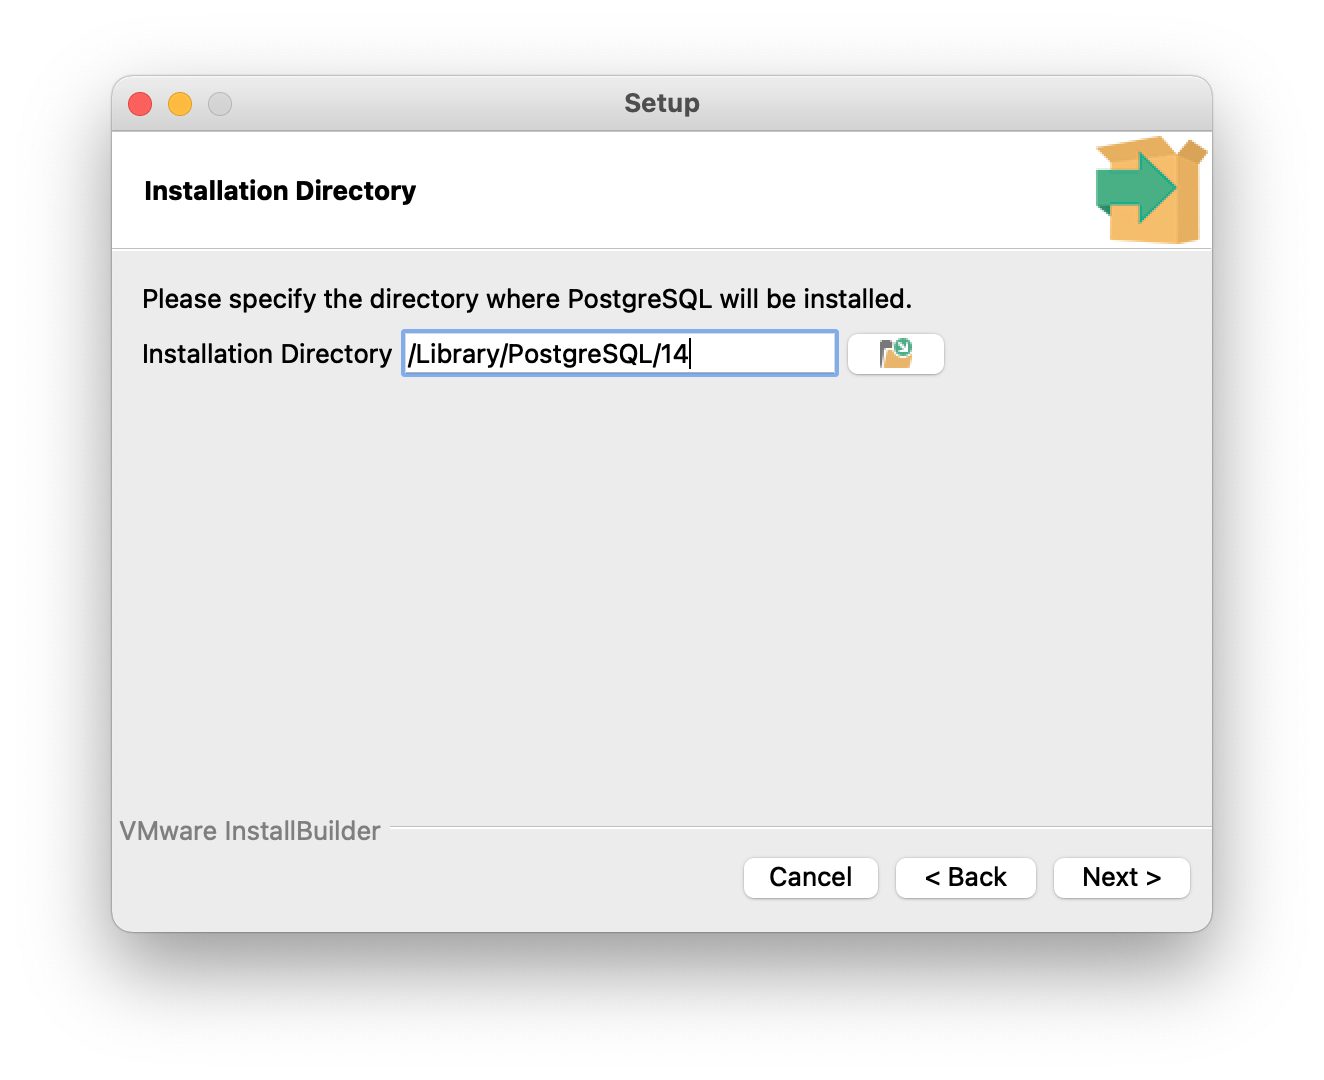 Setup
Installation Directory
Please specify the directory where PostgreSQL will be installed.
Installation Directory /Library/PostgreSQL/14
VMware InstallBuilder
Cancel < Back Next >